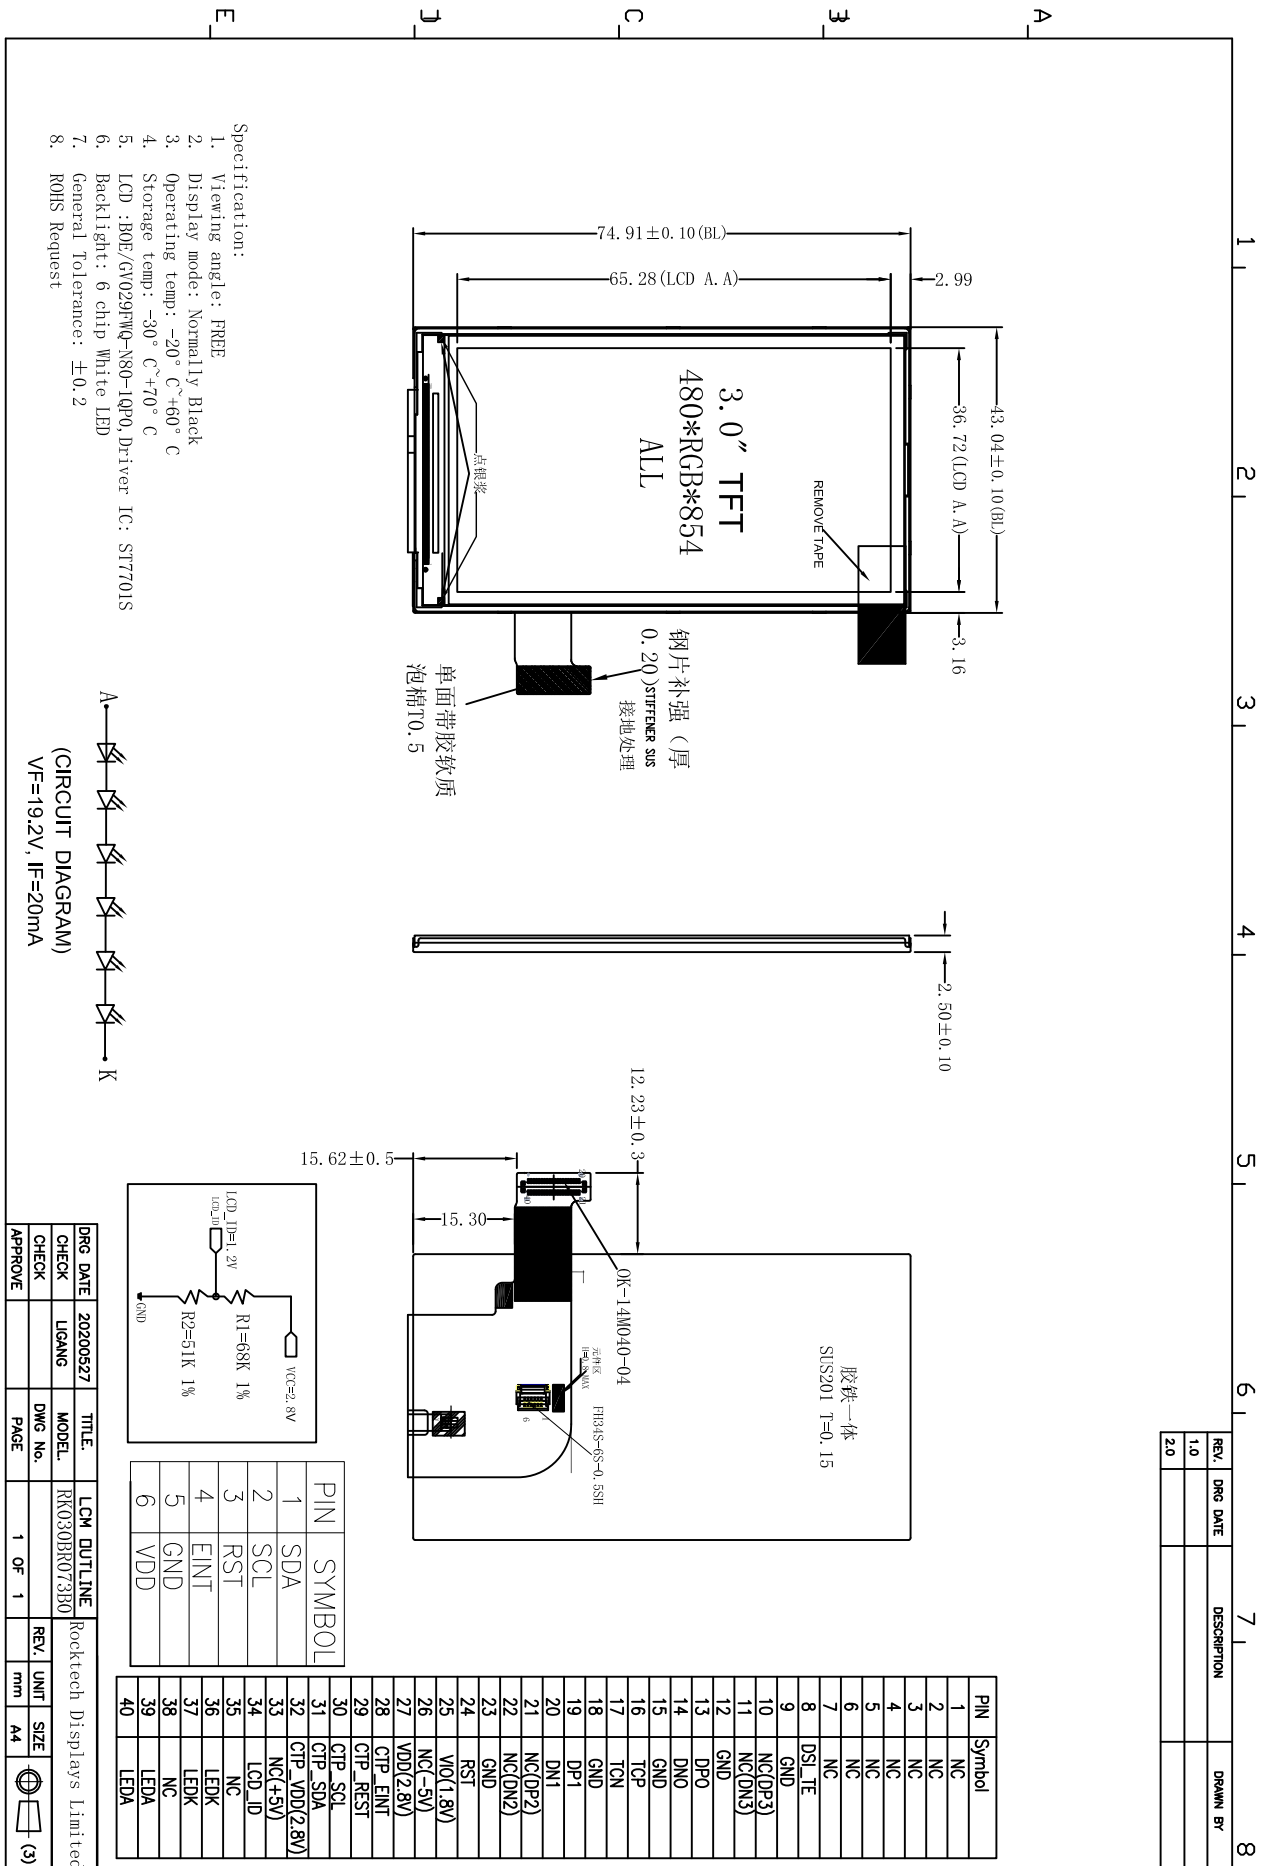 1
2
3
4
5
6
7
8
A
B
C
D
E
REV.  DRG DATE  DESCRIPTION  DRAWN BY
1.0
2.0
74.91±0.10(BL)
65.28(LCD A.A)
2.99
43.04±0.10(BL)
36.72(LCD A.A)
3.16
3.0" TFT
480*RGB*854
ALL
REMOVE TAPE
点银浆
钢片补强（厚
0.20)STIFFENER SUS
接地处理
单面带胶软质
泡棉T0.5
2.50±0.10
12.23±0.3
15.62±0.5
15.30
OK-14M040-04
胶铁一体
SUS201 T=0.15
元件区
FH34S-6S-0.5SH
6
1
Specification:
1. Viewing angle: FREE
2. Display mode: Normally Black
3. Operating temp: -20° C~+60° C
4. Storage temp: -30° C~+70° C
5. LCD :BOE/GV029FWQ-N80-1QP0,Driver IC: ST7701S
6. Backlight: 6 chip White LED
7. General Tolerance: ±0.2
8. ROHS Request
A
K
(CIRCUIT DIAGRAM)
VF=19.2V, IF=20mA
LCD_ID=1.2V
LCD_ID
VCC=2.8V
R1=68K 1%
R2=51K 1%
GND
PIN SYMBOL
1 SDA
2 SCL
3 RST
4 EINT
5 GND
6 VDD
PIN Symbol
1 NC
2 NC
3 NC
4 NC
5 NC
6 NC
7 NC
8 DSI_TE
9 GND
10 NC(DP3)
11 NC(DN3)
12 GND
13 DP0
14 DN0
15 GND
16 TCP
17 TCN
18 GND
19 DP1
20 DN1
21 NC(DP2)
22 NC(DN2)
23 GND
24 RST
25 VIO(1.8V)
26 NC(-5V)
27 VDD(2.8V)
28 CTP_EINT
29 CTP_REST
30 CTP_SCL
31 CTP_SDA
32 CTP_VDD(2.8V)
33 NC(+5V)
34 LCD_ID
35 NC
36 LEDK
37 LEDK
38 NC
39 LEDA
40 LEDA
DRG DATE 20200527 TITLE. LCM OUTLINE Rocktech Displays Limited
CHECK LIGANG MODEL. RK030BR073B0
CHECK DWG No. REV. UNIT SIZE
APPROVE PAGE 1 OF 1 mm A4 (3)